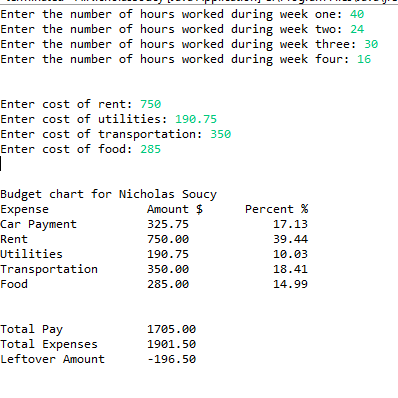 Enter the number of hours worked during week one: 40
Enter the number of hours worked during week two: 24
Enter the number of hours worked during week three: 30
Enter the number of hours worked during week four: 16
Enter cost of rent: 750
Enter cost of utilities: 190.75
Enter cost of transportation: 350
Enter cost of food: 285
Budget chart for Nicholas Soucy
Expense Amount $ Percent %
Car Payment 325.75 17.13
Rent 750.00 39.44
Utilities 190.75 10.03
Transportation 350.00 18.41
Food 285.00 14.99
Total Pay 1705.00
Total Expenses 1901.50
Leftover Amount -196.50